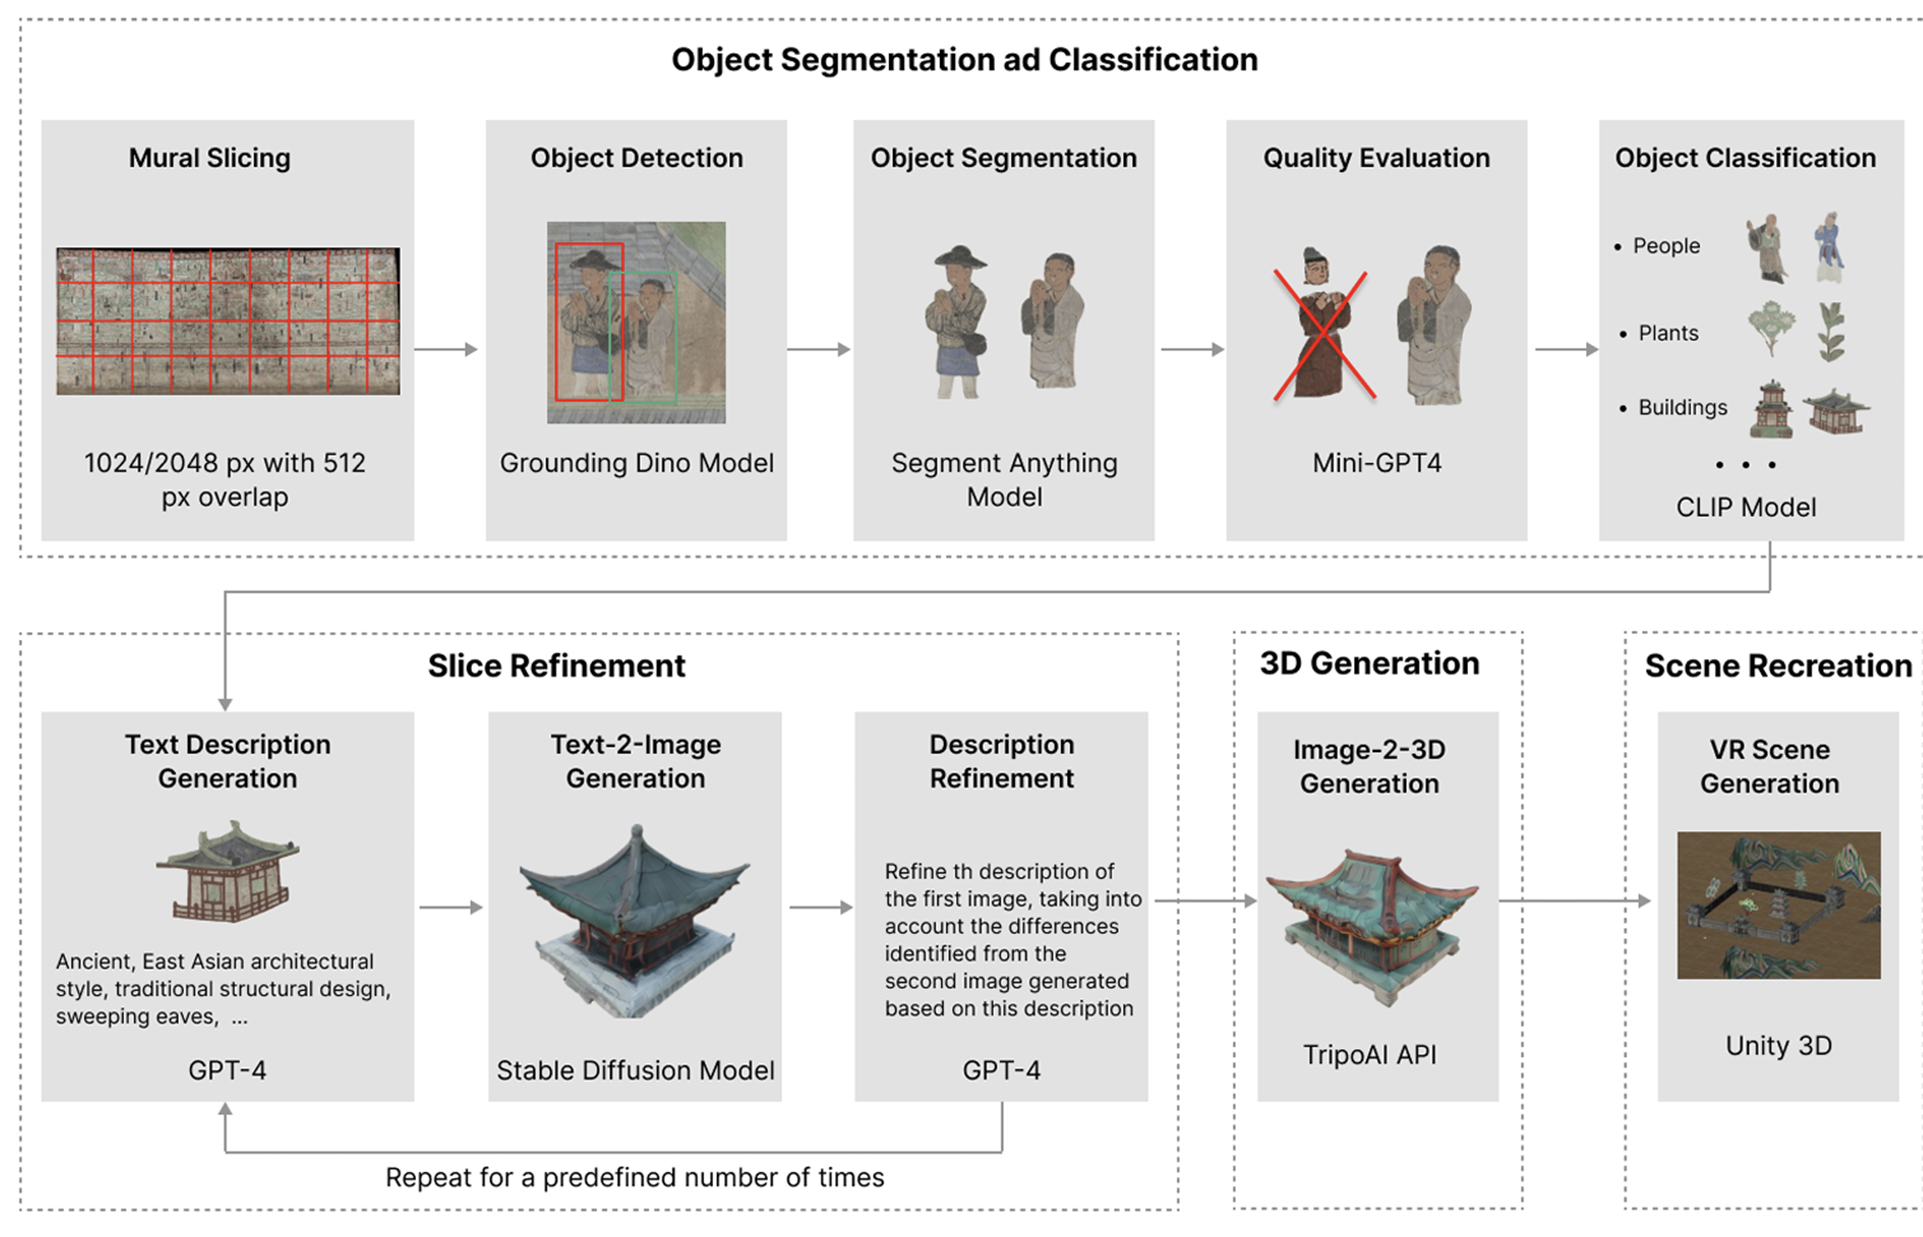 Object Segmentation ad Classification
Mural Slicing
1024/2048 px with 512
px overlap
Object Detection
Grounding Dino Model
Object Segmentation
Segment Anything
Model
Quality Evaluation
Mini-GPT4
Object Classification
• People
• Plants
• Buildings
• • •
CLIP Model
Slice Refinement
Text Description
Generation
Ancient, East Asian architectural
style, traditional structural design,
sweeping eaves, ...
GPT-4
Text-2-Image
Generation
Stable Diffusion Model
Description
Refinement
Refine th description of
the first image, taking into
account the differences
identified from the
second image generated
based on this description
GPT-4
Repeat for a predefined number of times
3D Generation
Image-2-3D
Generation
TripoAI API
Scene Recreation
VR Scene
Generation
Unity 3D